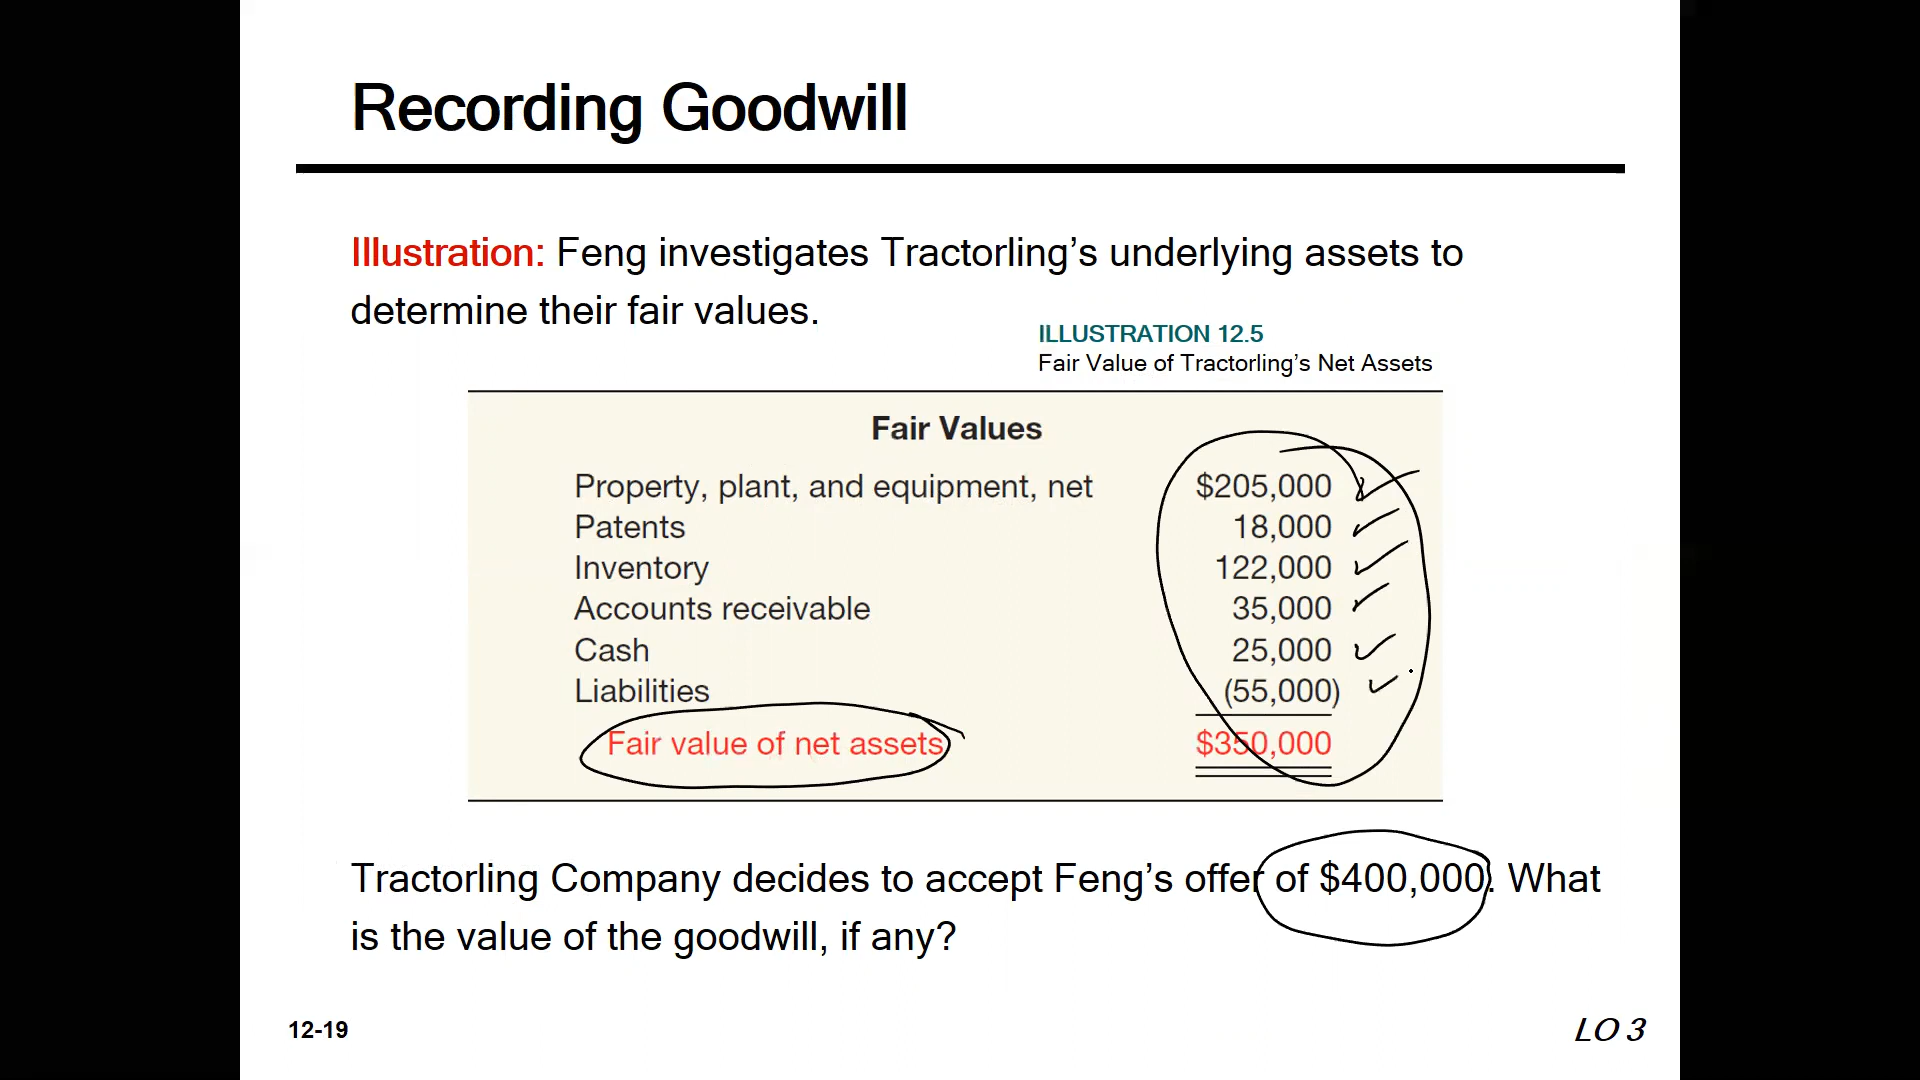 Recording Goodwill
Illustration: Feng investigates Tractorling’s underlying assets to
determine their fair values.
ILLUSTRATION 12.5
Fair Value of Tractorling’s Net Assets
Fair Values
Property, plant, and equipment, net $205,000
Patents 18,000
Inventory 122,000
Accounts receivable 35,000
Cash 25,000
Liabilities (55,000)
Fair value of net assets $350,000
Tractorling Company decides to accept Feng’s offer of $400,000. What
is the value of the goodwill, if any?
12-19 LO 3